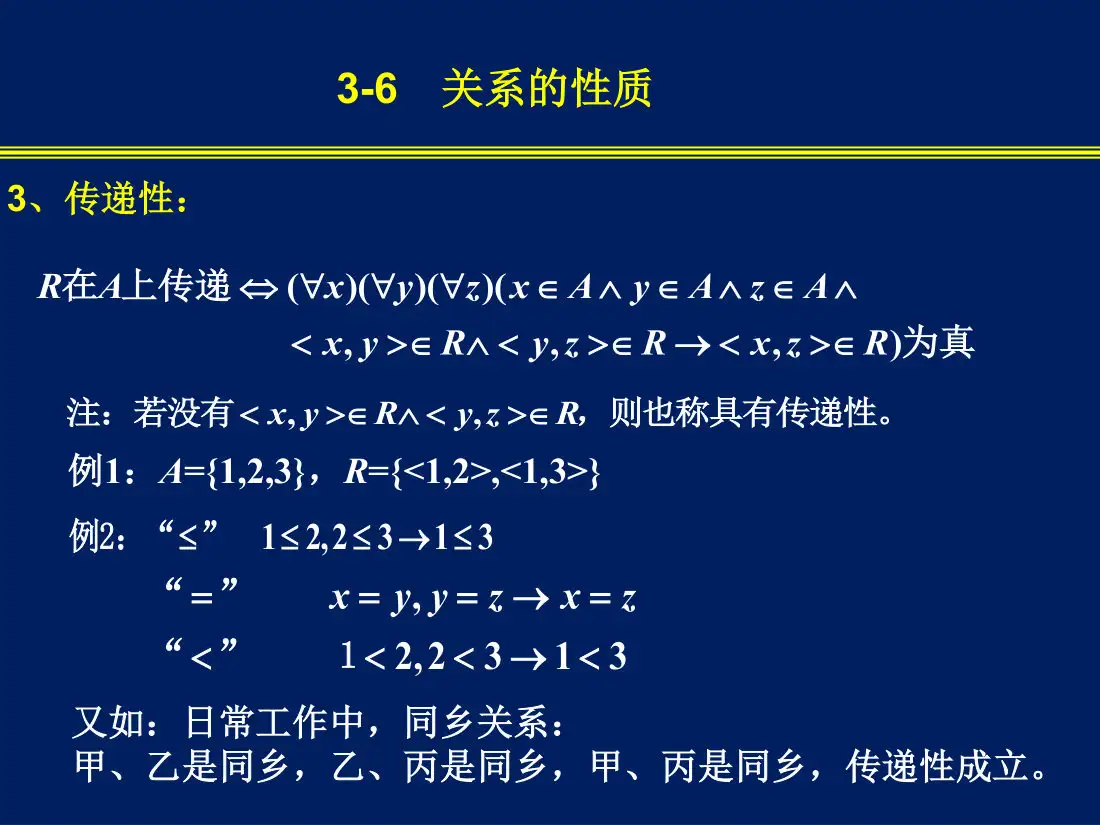 3-6 关系的性质
3、传递性：
R在A上传递⇔(∀x)(∀y)(∀z)(x∈A∧y∈A∧z∈A∧
<x,y>∈R∧<y,z>∈R→<x,z>∈R)为真
注：若没有<x,y>∈R∧<y,z>∈R，则也称具有传递性。
例1：A={1,2,3}，R={<1,2>,<1,3>}
例2：“≤” 1≤2,2≤3→1≤3
“=” x=y,y=z→x=z
“<” 1<2,2<3→1<3
又如：日常工作中，同乡关系：
甲、乙是同乡，乙、丙是同乡，甲、丙是同乡，传递性成立。